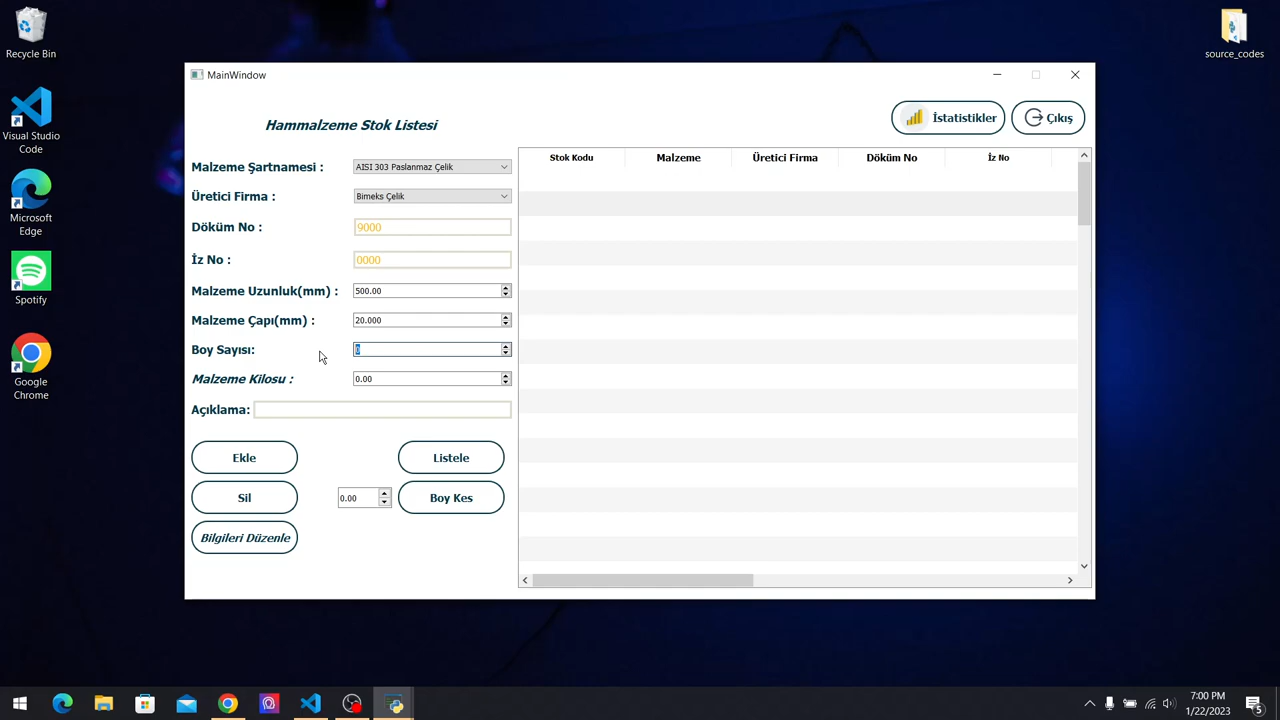 Recycle Bin
Visual Studio
Code
Microsoft
Edge
Spotify
Google
Chrome
source_codes
MainWindow
Hammalzeme Stok Listesi
İstatistikler
Çıkış
Malzeme Şartnamesi :
AISI 303 Paslanmaz Çelik
Üretici Firma :
Bimeks Çelik
Döküm No :
9000
İz No :
0000
Malzeme Uzunluk(mm) :
500.00
Malzeme Çapı(mm) :
20.000
Boy Sayısı:
0
Malzeme Kilosu :
0.00
Açıklama:
Ekle
Listele
Sil
0.00
Boy Kes
Bilgileri Düzenle
Stok Kodu
Malzeme
Üretici Firma
Döküm No
İz No
7:00 PM
1/22/2023
5